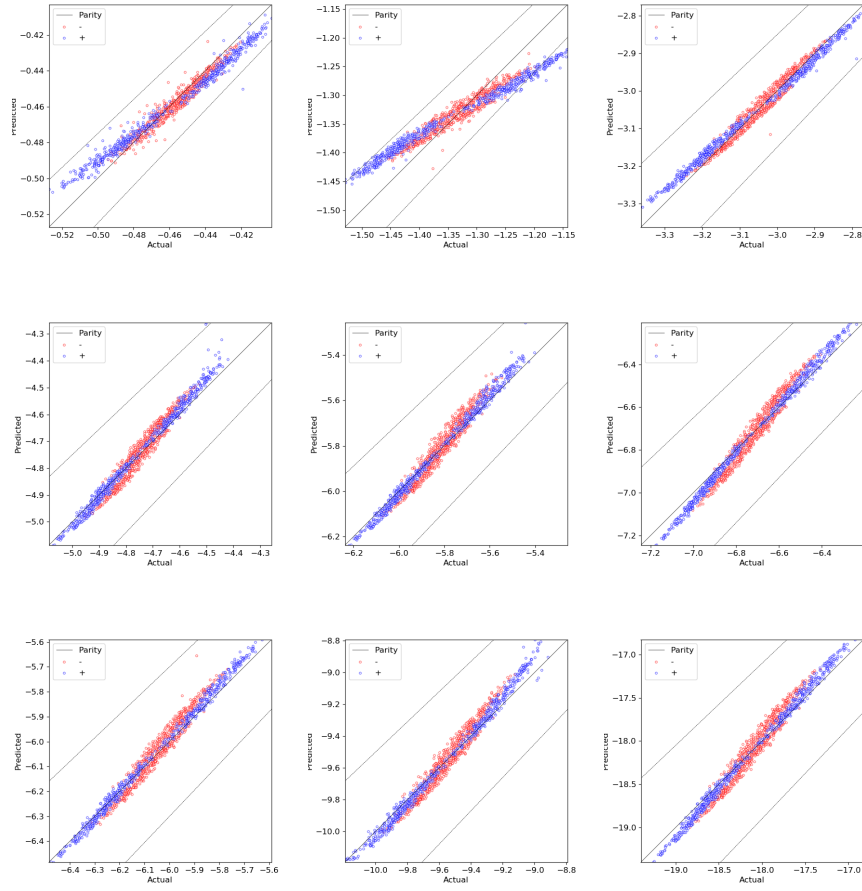 Parity
-
+
−0.42
−0.44
−0.46
−0.48
−0.50
−0.52
Predicted
−0.52 −0.50 −0.48 −0.46 −0.44 −0.42
Actual
Parity
-
+
−1.15
−1.20
−1.25
−1.30
−1.35
−1.40
−1.45
−1.50
Predicted
−1.50 −1.45 −1.40 −1.35 −1.30 −1.25 −1.20 −1.15
Actual
Parity
-
+
−2.8
−2.9
−3.0
−3.1
−3.2
−3.3
Predicted
−3.3 −3.2 −3.1 −3.0 −2.9 −2.8
Actual
Parity
-
+
−4.3
−4.4
−4.5
−4.6
−4.7
−4.8
−4.9
−5.0
Predicted
−5.0 −4.9 −4.8 −4.7 −4.6 −4.5 −4.4 −4.3
Actual
Parity
-
+
−5.4
−5.6
−5.8
−6.0
−6.2
Predicted
−6.2 −6.0 −5.8 −5.6 −5.4
Actual
Parity
-
+
−6.4
−6.6
−6.8
−7.0
−7.2
Predicted
−7.2 −7.0 −6.8 −6.6 −6.4 −6.2
Actual
Parity
-
+
−5.6
−5.7
−5.8
−5.9
−6.0
−6.1
−6.2
−6.3
−6.4
Predicted
−6.4 −6.3 −6.2 −6.1 −6.0 −5.9 −5.8 −5.7 −5.6
Actual
Parity
-
+
−8.8
−9.0
−9.2
−9.4
−9.6
−9.8
−10.0
Predicted
−10.0 −9.8 −9.6 −9.4 −9.2 −9.0 −8.8
Actual
Parity
-
+
−17.0
−17.5
−18.0
−18.5
−19.0
Predicted
−19.0 −18.5 −18.0 −17.5 −17.0
Actual